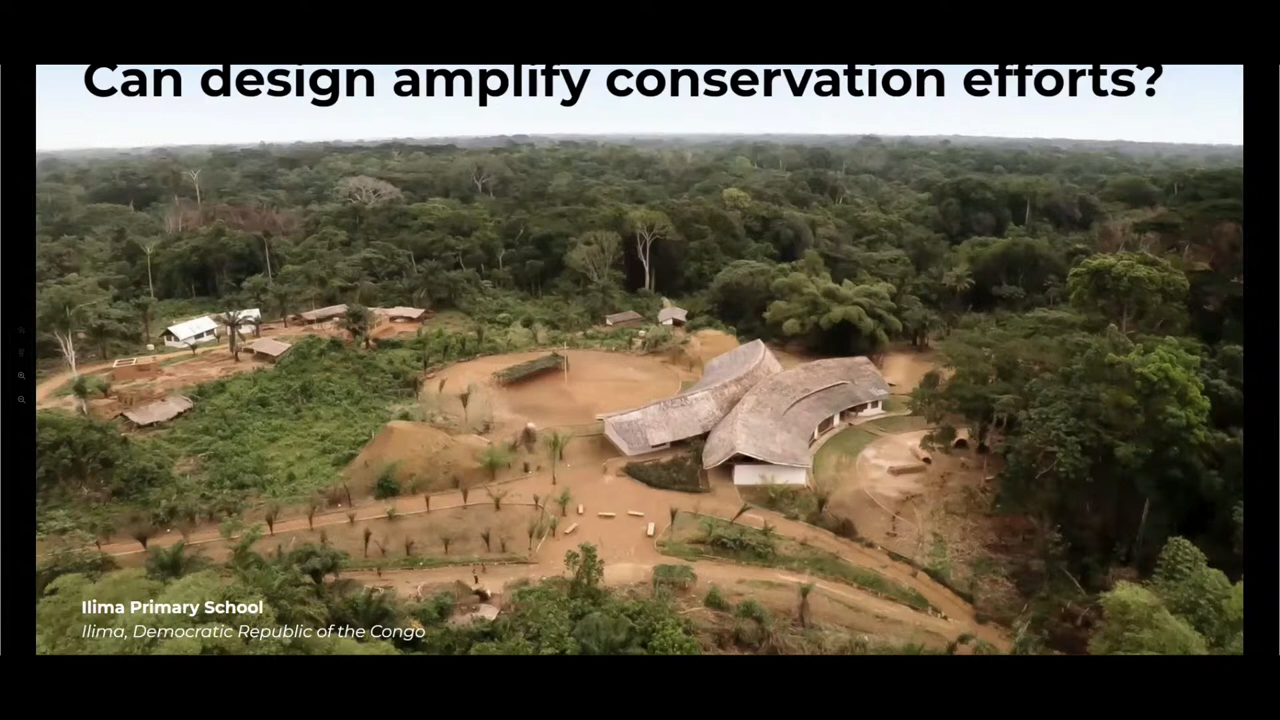 Can design amplify conservation efforts?
Ilima Primary School
Ilima, Democratic Republic of the Congo